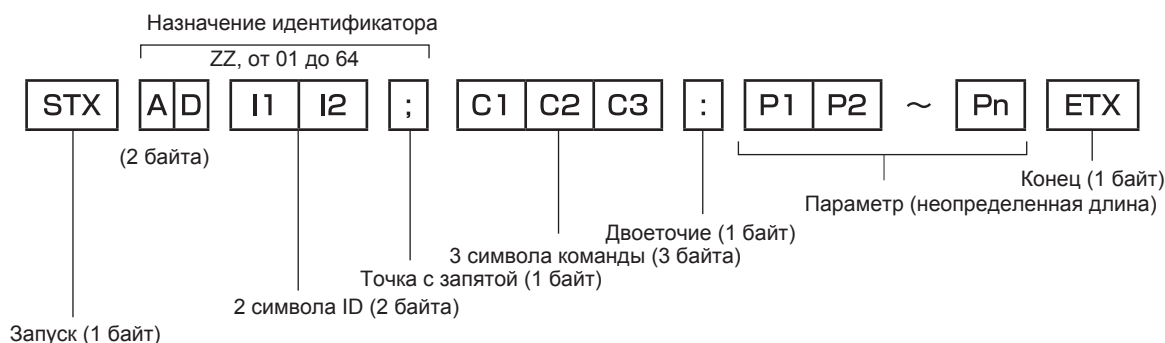 Назначение идентификатора
ZZ, от 01 до 64
STX A D I1 I2 ; C1 C2 C3 : P1 P2 ~ Pn ETX
(2 байта)
Конец (1 байт)
Параметр (неопределенная длина)
Двоеточие (1 байт)
3 символа команды (3 байта)
Точка с запятой (1 байт)
2 символа ID (2 байта)
Запуск (1 байт)